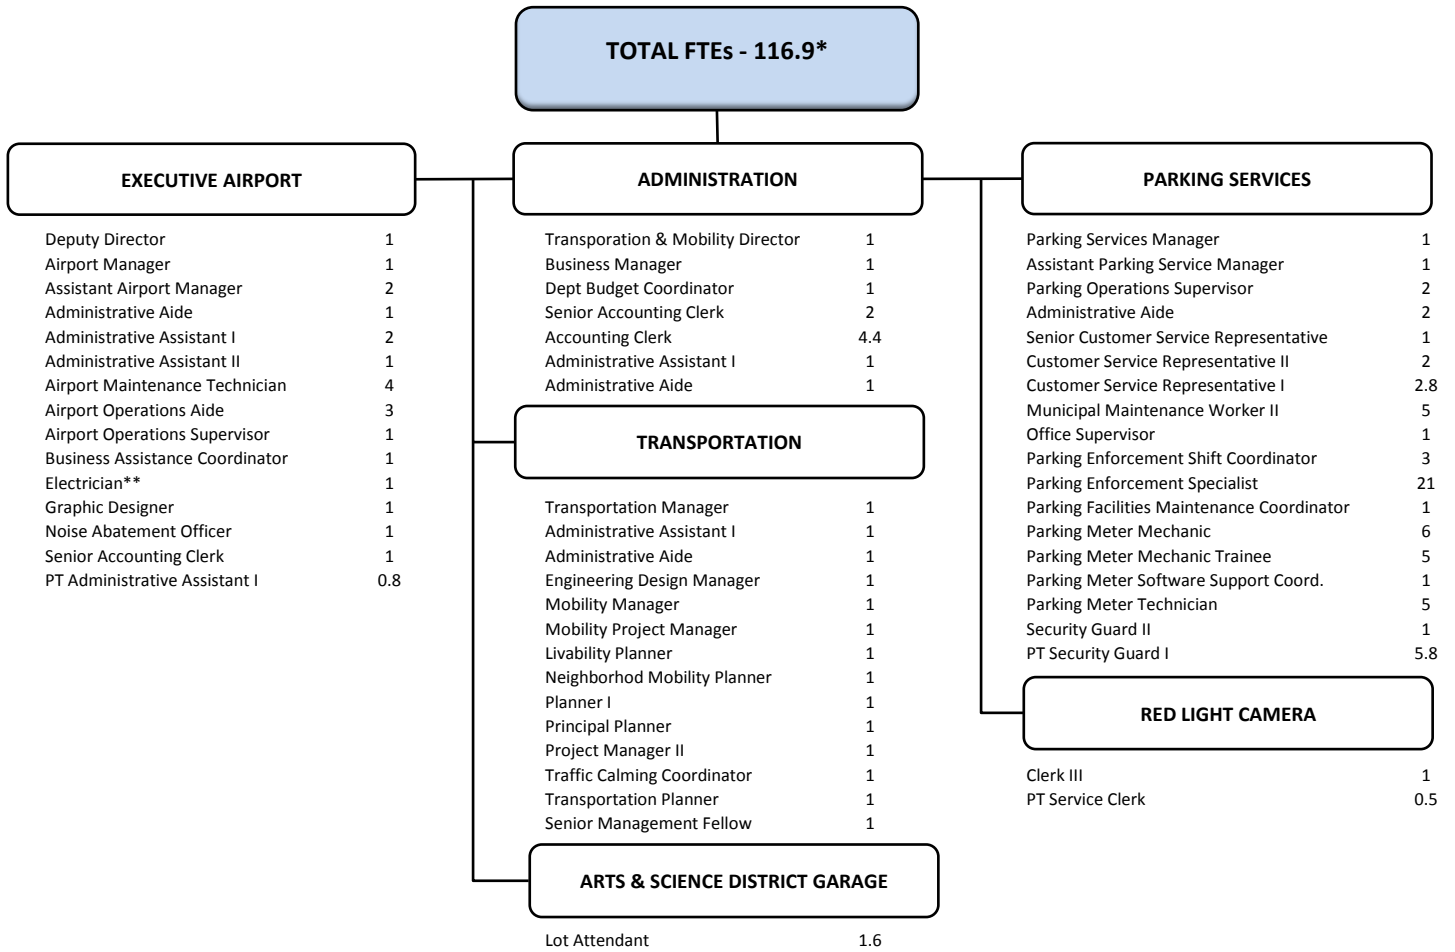 TOTAL FTEs - 116.9*
EXECUTIVE AIRPORT
Deputy Director 1
Airport Manager 1
Assistant Airport Manager 2
Administrative Aide 1
Administrative Assistant I 2
Administrative Assistant II 1
Airport Maintenance Technician 4
Airport Operations Aide 3
Airport Operations Supervisor 1
Business Assistance Coordinator 1
Electrician** 1
Graphic Designer 1
Noise Abatement Officer 1
Senior Accounting Clerk 1
PT Administrative Assistant I 0.8
ADMINISTRATION
Transporation & Mobility Director 1
Business Manager 1
Dept Budget Coordinator 1
Senior Accounting Clerk 2
Accounting Clerk 4.4
Administrative Assistant I 1
Administrative Aide 1
TRANSPORTATION
Transportation Manager 1
Administrative Assistant I 1
Administrative Aide 1
Engineering Design Manager 1
Mobility Manager 1
Mobility Project Manager 1
Livability Planner 1
Neighborhod Mobility Planner 1
Planner I 1
Principal Planner 1
Project Manager II 1
Traffic Calming Coordinator 1
Transportation Planner 1
Senior Management Fellow 1
ARTS & SCIENCE DISTRICT GARAGE
Lot Attendant 1.6
PARKING SERVICES
Parking Services Manager 1
Assistant Parking Service Manager 1
Parking Operations Supervisor 2
Administrative Aide 2
Senior Customer Service Representative 1
Customer Service Representative II 2
Customer Service Representative I 2.8
Municipal Maintenance Worker II 5
Office Supervisor 1
Parking Enforcement Shift Coordinator 3
Parking Enforcement Specialist 21
Parking Facilities Maintenance Coordinator 1
Parking Meter Mechanic 6
Parking Meter Mechanic Trainee 5
Parking Meter Software Support Coord. 1
Parking Meter Technician 5
Security Guard II 1
PT Security Guard I 5.8
RED LIGHT CAMERA
Clerk III 1
PT Service Clerk 0.5